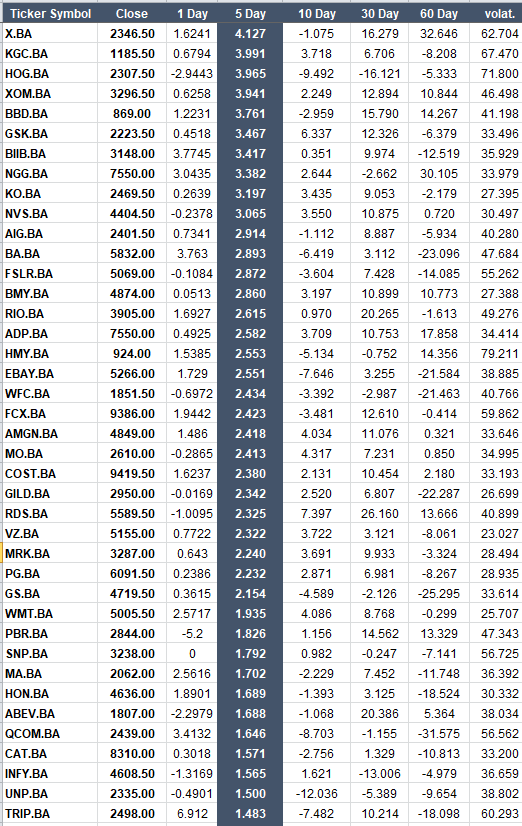 Ticker Symbol Close 1 Day 5 Day 10 Day 30 Day 60 Day volat.
X.BA 2346.50 1.6241 4.127 -1.075 16.279 32.646 62.704
KGC.BA 1185.50 0.6794 3.991 3.718 6.706 -8.208 67.470
HOG.BA 2307.50 -2.9443 3.965 -9.492 -16.121 -5.333 71.800
XOM.BA 3296.50 0.6258 3.941 2.249 12.894 10.844 46.498
BBD.BA 869.00 1.2231 3.761 -2.959 15.790 14.267 41.198
GSK.BA 2223.50 0.4518 3.467 6.337 12.326 -6.379 33.496
BIIB.BA 3148.00 3.7745 3.417 0.351 9.974 -12.519 35.929
NGG.BA 7550.00 3.0435 3.382 2.644 -2.662 30.105 33.979
KO.BA 2469.50 0.2639 3.197 3.435 9.053 -2.179 27.395
NVS.BA 4404.50 -0.2378 3.065 3.550 10.875 0.720 30.497
AIG.BA 2401.50 0.7341 2.914 -1.112 8.887 -5.934 40.280
BA.BA 5832.00 3.763 2.893 -6.419 3.112 -23.096 47.684
FSLR.BA 5069.00 -0.1084 2.872 -3.604 7.428 -14.085 55.262
BMY.BA 4874.00 0.0513 2.860 3.197 10.899 10.773 27.388
RIO.BA 3905.00 1.6927 2.615 0.970 20.265 -1.613 49.276
ADP.BA 7550.00 0.4925 2.582 3.709 10.753 17.858 34.414
HMY.BA 924.00 1.5385 2.553 -5.134 -0.752 14.356 79.211
EBAY.BA 5266.00 1.729 2.551 -7.646 3.255 -21.584 38.885
WFC.BA 1851.50 -0.6972 2.434 -3.392 -2.987 -21.463 40.766
FCX.BA 9386.00 1.9442 2.423 -3.481 12.610 -0.414 59.862
AMGN.BA 4849.00 1.486 2.418 4.034 11.076 0.321 33.646
MO.BA 2610.00 -0.2865 2.413 4.317 7.231 0.850 34.995
COST.BA 9419.50 1.6237 2.380 2.131 10.454 2.180 33.193
GILD.BA 2950.00 -0.0169 2.342 2.520 6.807 -22.287 26.699
RDS.BA 5589.50 -1.0095 2.325 7.397 26.160 13.666 40.899
VZ.BA 5155.00 0.7722 2.322 3.722 3.121 -8.061 23.027
MRK.BA 3287.00 0.643 2.240 3.691 9.933 -3.324 28.494
PG.BA 6091.50 0.2386 2.232 2.871 6.981 -8.267 28.935
GS.BA 4719.50 0.3615 2.154 -4.589 -2.126 -25.295 33.614
WMT.BA 5005.50 2.5717 1.935 4.086 8.768 -0.299 25.707
PBR.BA 2844.00 -5.2 1.826 1.156 14.562 13.329 47.343
SNP.BA 3238.00 0 1.792 0.982 -0.247 -7.141 56.725
MA.BA 2062.00 2.5616 1.702 -2.229 7.452 -11.748 36.392
HON.BA 4636.00 1.8901 1.689 -1.393 3.125 -18.524 30.332
ABEV.BA 1807.00 -2.2979 1.688 -1.068 20.386 5.364 38.034
QCOM.BA 2439.00 3.4132 1.646 -8.703 -1.155 -31.575 56.562
CAT.BA 8310.00 0.3018 1.571 -2.756 1.329 -10.813 33.200
INFY.BA 4608.50 -1.3169 1.565 1.621 -13.006 -4.979 36.659
UNP.BA 2335.00 -0.4901 1.500 -12.036 -5.389 -9.654 38.802
TRIP.BA 2498.00 6.912 1.483 -7.482 10.214 -18.098 60.293